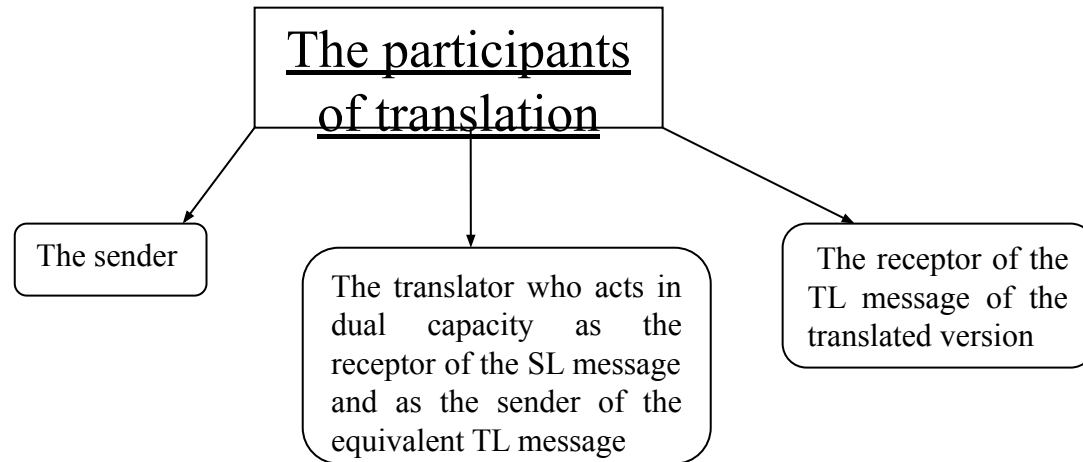 The participants
of translation
The sender
The translator who acts in
dual capacity as the
receptor of the SL message
and as the sender of the
equivalent TL message
The receptor of the
TL message of the
translated version